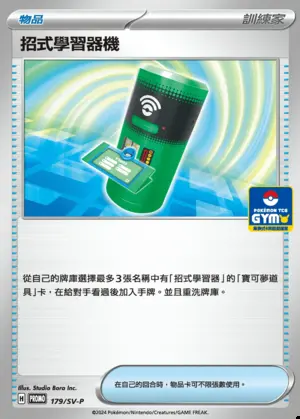 物品
訓練家
招式學習器機
POKÉMON TCG
GYM
從自己的牌庫選擇最多3張名稱中有「招式學習器」的「寶可夢道
具」卡，在給對手看過後加入手牌。並且重洗牌庫。
Illus. Studio Bora Inc.
H PROMO 179/SV-P
在自己的回合時，物品卡可不限張數使用。
©2024 Pokémon/Nintendo/Creatures/GAME FREAK.